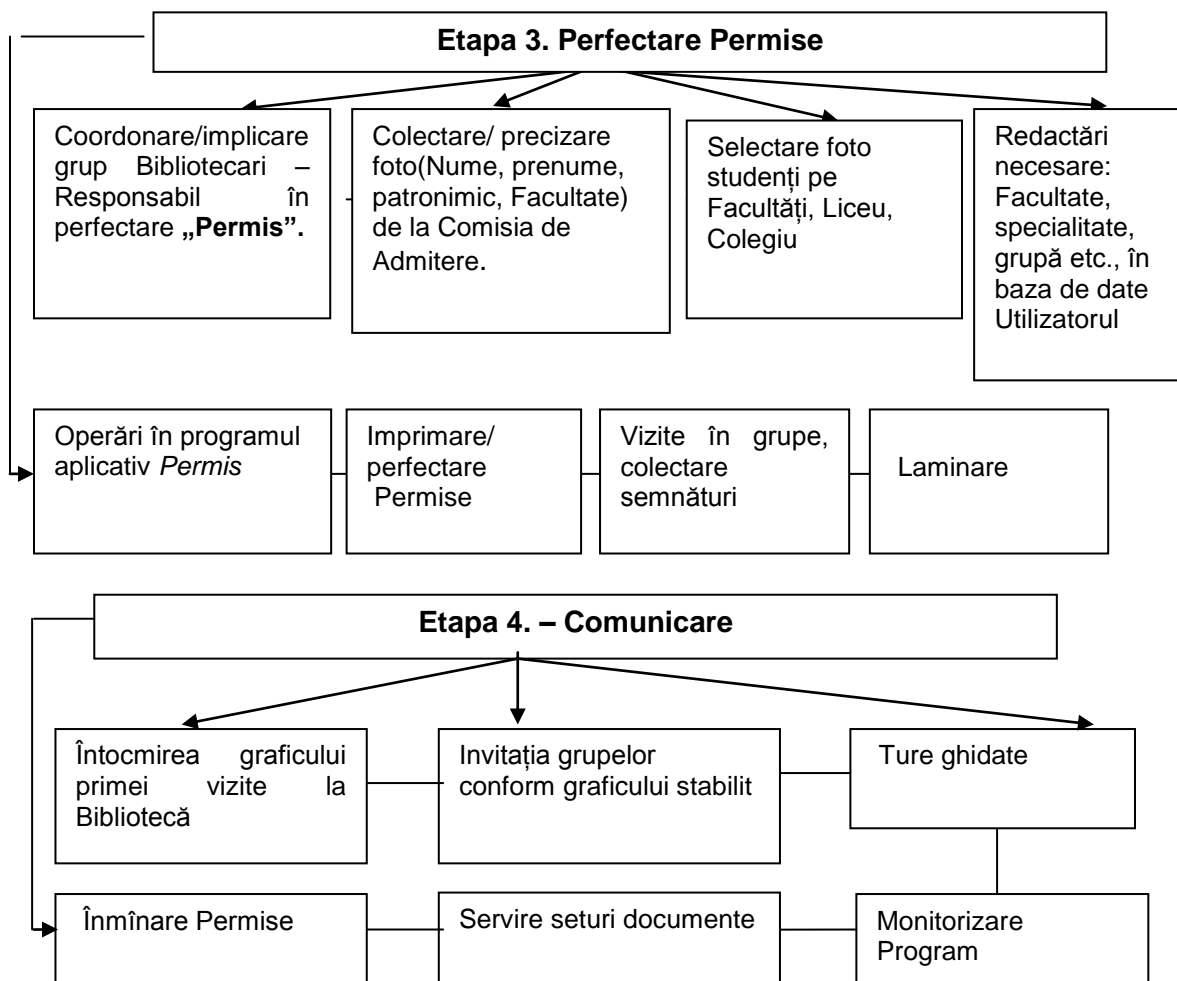 Etapa 3. Perfectare Permise
Coordonare/implicare
grup Bibliotecari –
Responsabil în
perfectare „Permis”.
Colectare/ precizare
foto(Nume, prenume,
patronimic, Facultate)
de la Comisia de
Admitere.
Selectare foto
studenți pe
Facultăți, Liceu,
Colegiu
Redactări
necesare:
Facultate,
specialitate,
grupă etc., în
baza de date
Utilizatorul
Operări în programul
aplicativ Permis
Imprimare/
perfectare
Permise
Vizite în grupe,
colectare
semnături
Laminare
Etapa 4. – Comunicare
Întocmirea graficului
primei vizite la
Bibliotecă
Invitația grupelor
conform graficului stabilit
Ture ghidate
Înmînare Permise
Servire seturi documente
Monitorizare
Program